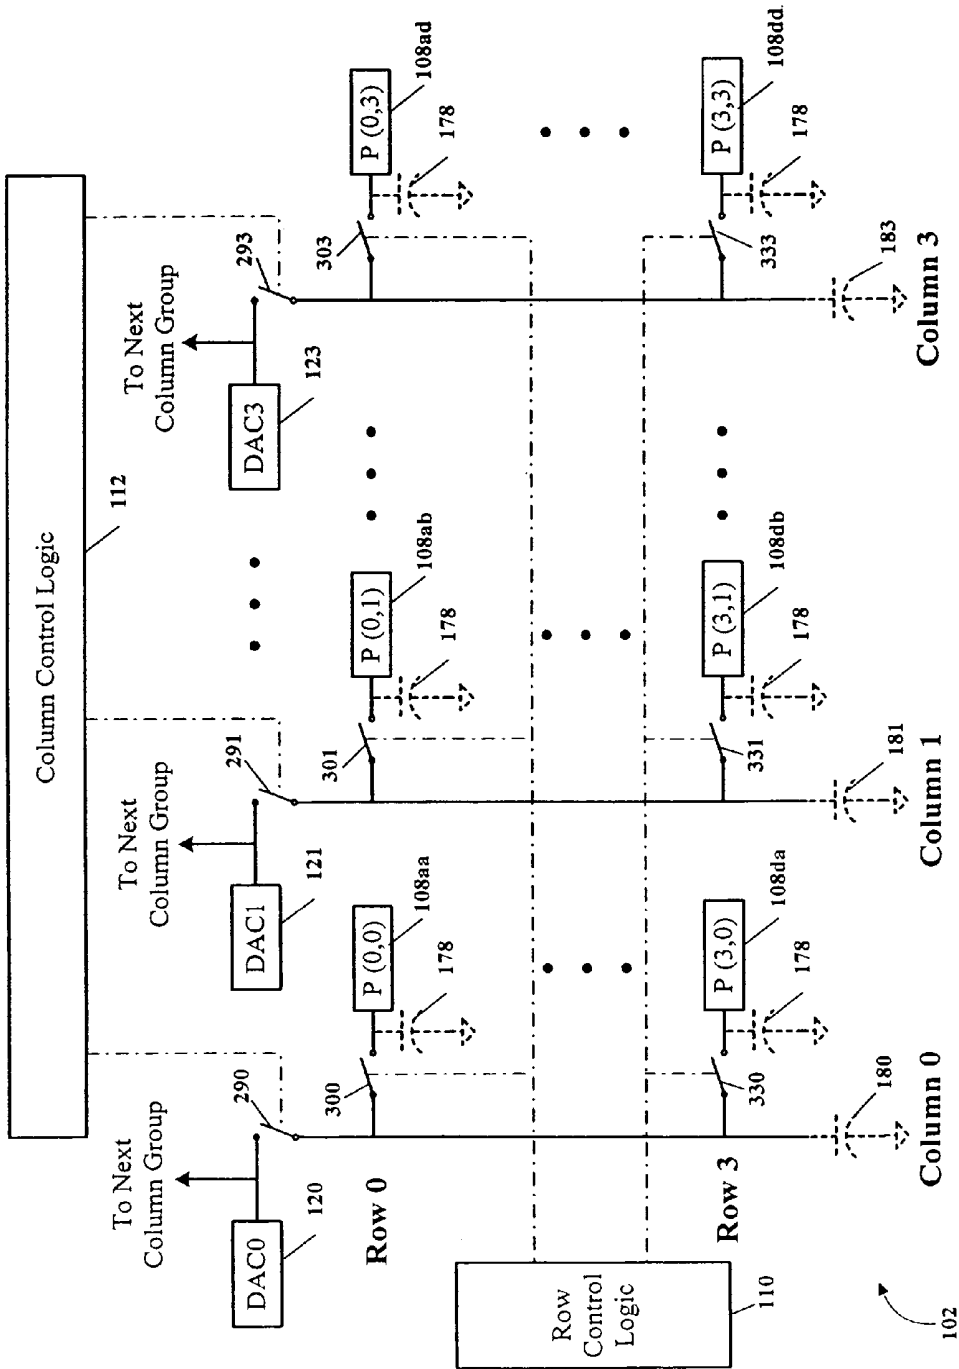 Column Control Logic
112
To Next
Column Group
To Next
Column Group
To Next
Column Group
290
291
293
DAC0
120
DAC1
121
DAC3
123
Row 0
300
P (0,0)
108aa
178
301
P (0,1)
108ab
178
303
P (0,3)
108ad
178
Row
Control
Logic
110
Row 3
330
P (3,0)
108da
178
331
P (3,1)
108db
178
333
P (3,3)
108dd
178
180
181
183
Column 0
Column 1
Column 3
102